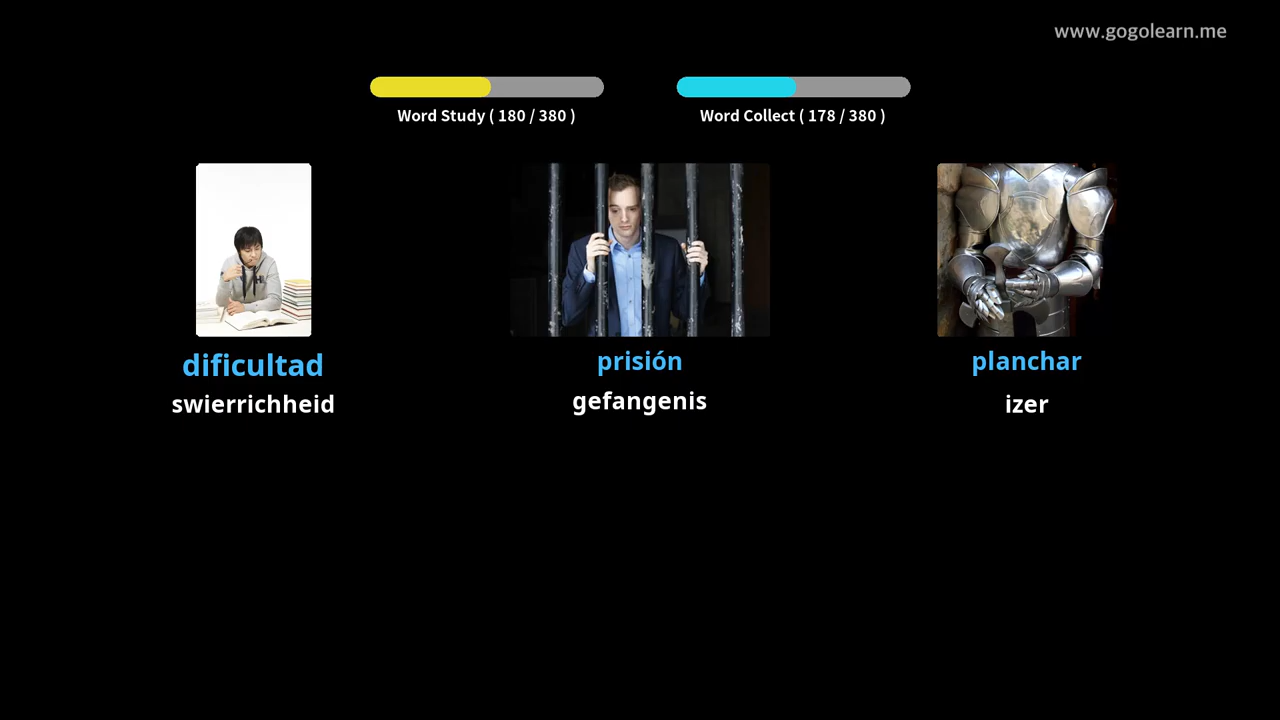 www.gogolearn.me
Word Study ( 180 / 380 )
Word Collect ( 178 / 380 )
dificultad
prisión
planchar
swierrichheid
gefangenis
izer